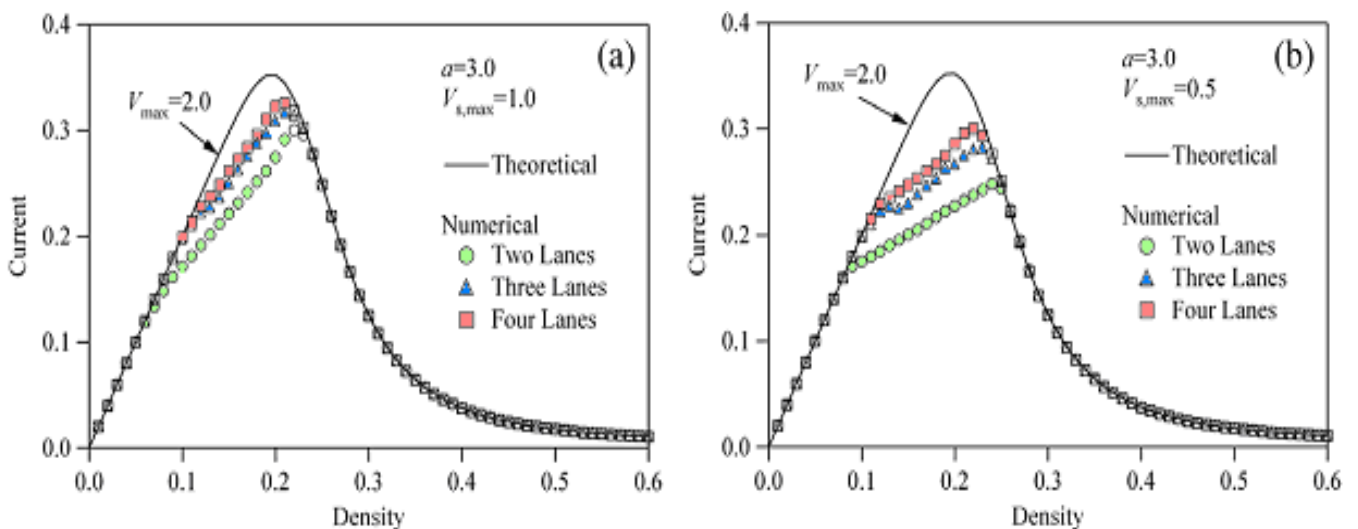 0.4
0.3
0.2
0.1
0.0
Current
(a)
a=3.0
Vs,max=1.0
Vmax=2.0
Theoretical
Numerical
Two Lanes
Three Lanes
Four Lanes
0.0 0.1 0.2 0.3 0.4 0.5 0.6
Density
0.4
0.3
0.2
0.1
0.0
Current
(b)
a=3.0
Vs,max=0.5
Vmax=2.0
Theoretical
Numerical
Two Lanes
Three Lanes
Four Lanes
0.0 0.1 0.2 0.3 0.4 0.5 0.6
Density